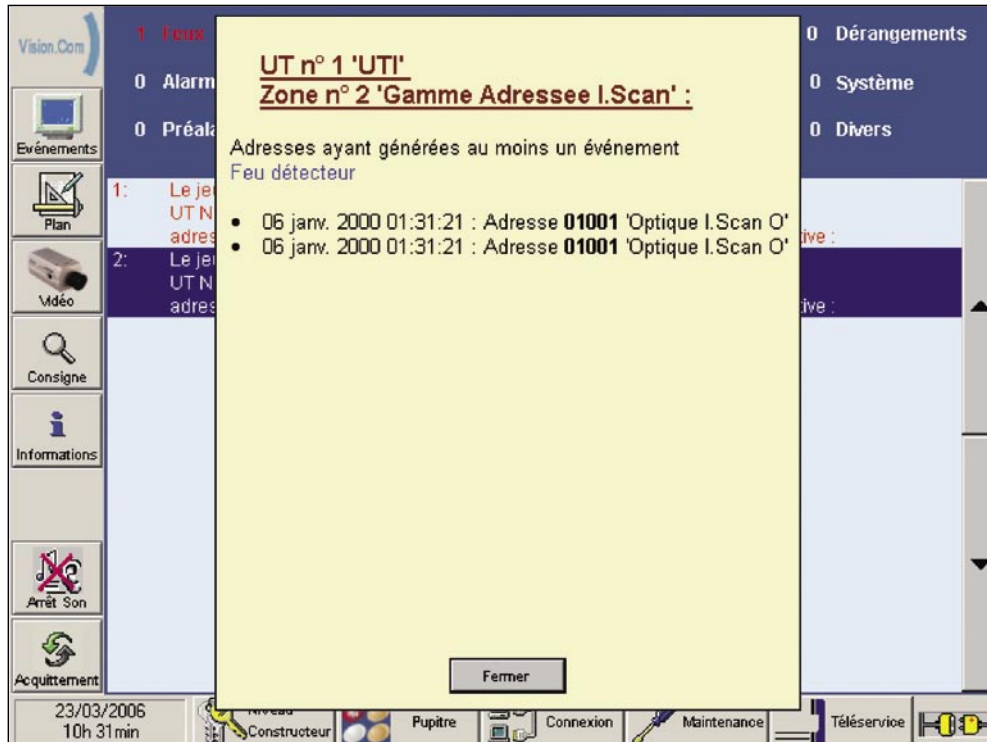 Vision.Com
1 Feux
0 Dérangements
0 Alarm
0 Système
0 Préala
0 Divers
UT n° 1 'UTI'
Zone n° 2 'Gamme Adressee I.Scan' :
Adresses ayant générées au moins un événement
Feu détecteur
• 06 janv. 2000 01:31:21 : Adresse 01001 'Optique I.Scan O'
• 06 janv. 2000 01:31:21 : Adresse 01001 'Optique I.Scan O'
Fermer
Evénements
Plan
Vidéo
Consigne
Informations
Arrêt Son
Acquittement
1: Le jeu
UT N
adres
tive :
2: Le jeu
UT N
adres
tive :
23/03/2006
10h 31min
Niveau
Constructeur
Pupitre
Connexion
Maintenance
Téléservice